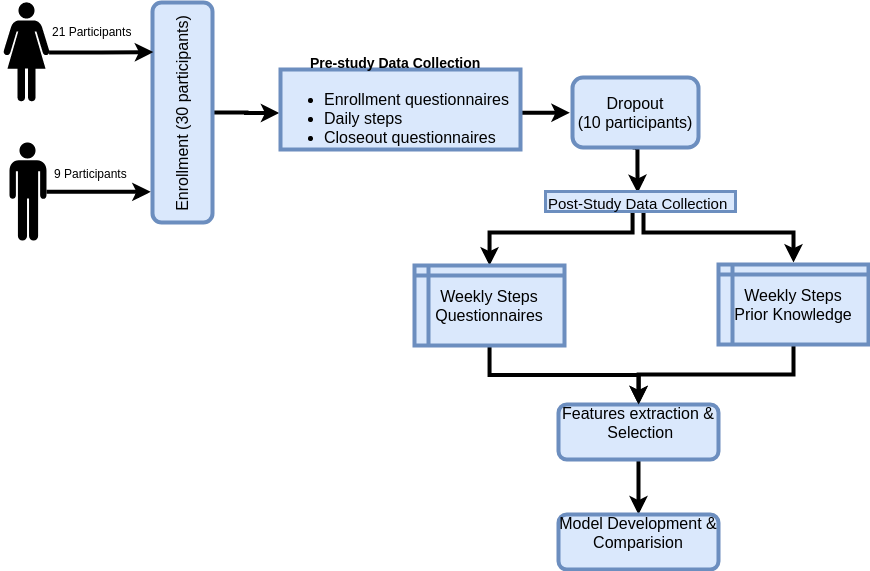 21 Participants
9 Participants
Enrollment (30 participants)
Pre-study Data Collection
• Enrollment questionnaires
• Daily steps
• Closeout questionnaires
Dropout
(10 participants)
Post-Study Data Collection
Weekly Steps
Questionnaires
Weekly Steps
Prior Knowledge
Features extraction &
Selection
Model Development &
Comparision